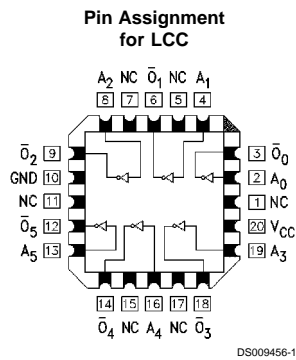 Pin Assignment
for LCC
A₂ NC Ō₁ NC A₁
8 7 6 5 4
Ō₂ 9
GND 10
NC 11
Ō₅ 12
A₅ 13
3 Ō₀
2 A₀
1 NC
20 VCC
19 A₃
14 15 16 17 18
Ō₄ NC A₄ NC Ō₃
DS009456-1